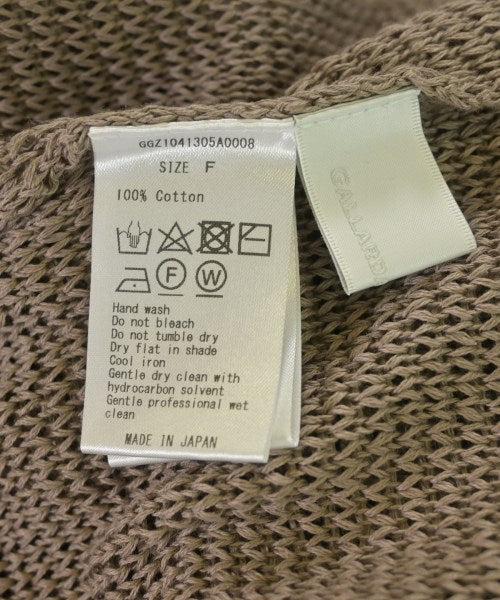 GGZ1041305A0008
SIZE F
100% Cotton
F W
Hand wash
Do not bleach
Do not tumble dry
Dry flat in shade
Cool iron
Gentle dry clean with
hydrocarbon solvent
Gentle professional wet
clean
MADE IN JAPAN